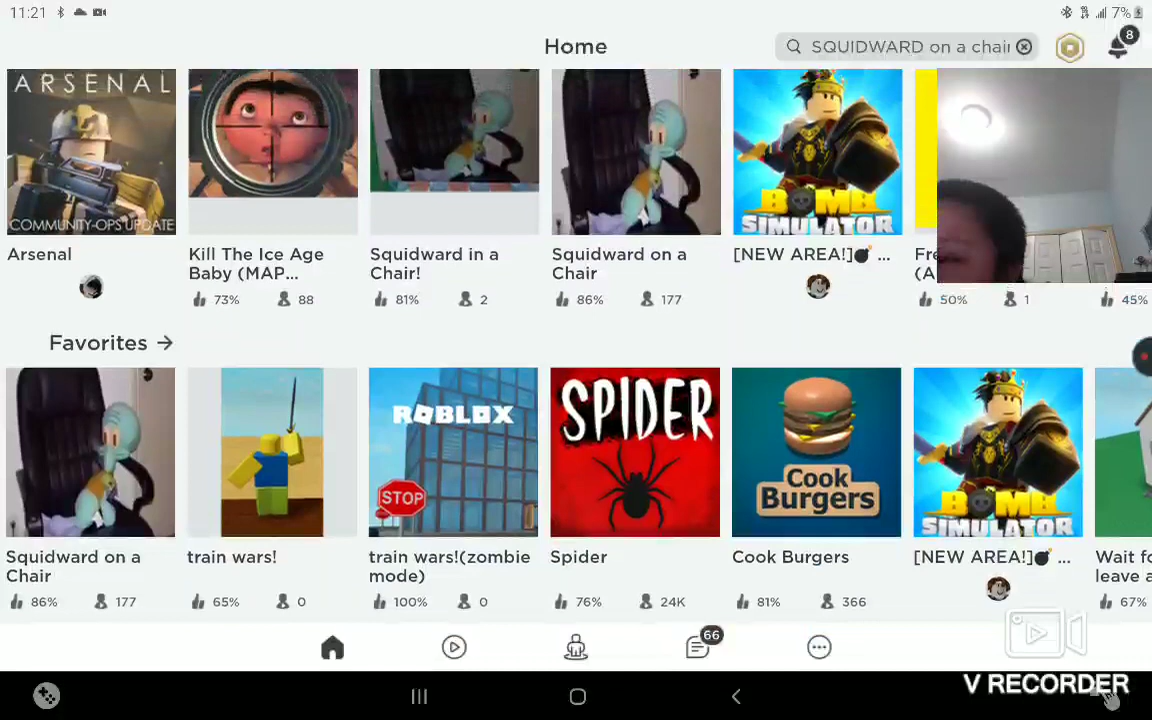 11:21
7%
Home
SQUIDWARD on a chair
8
ARSENAL
COMMUNITY-OPS UPDATE
BOMB
SIMULATOR
Arsenal
Kill The Ice Age
Baby (MAP...
Squidward in a
Chair!
Squidward on a
Chair
[NEW AREA!]💣 ...
73%
88
81%
2
86%
177
50%
1
45%
Favorites →
ROBLOX
STOP
SPIDER
Cook
Burgers
BOMB
SIMULATOR
Squidward on a
Chair
train wars!
train wars!(zombie
mode)
Spider
Cook Burgers
[NEW AREA!]💣 ...
Wait
leave a
86%
177
65%
0
100%
0
76%
24K
81%
366
67%
66
V RECORDER